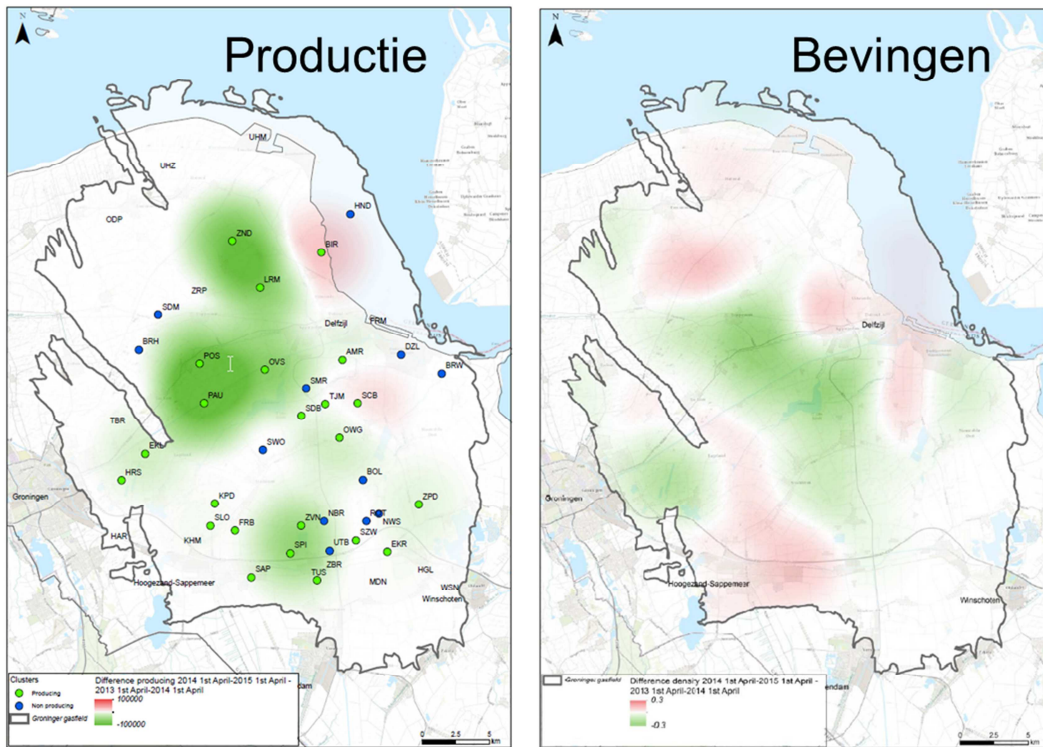 N
Productie
UHM
UHZ
ODP
HND
ZND
BIR
LRM
ZRP
SDM
Delfzijl
FRM
BRH
DZL
POS
OVS
AMR
BRW
SMR
PAU
TJM
SCB
SDB
TBR
OWG
SWO
EKL
BOL
HRS
Groningen
KPD
ZPD
SLO
FRB
ZVN
NBR
NWS
HAR
KHM
SZW
SPI
UTB
EKR
ZBR
HGL
SAP
TUS
MDN
WSN
Hoogezand-Sappemeer
Winschoten
Clusters
Producing
Non producing
Groninger gasfield
Difference producing 2014 1st April-2015 1st April -
2013 1st April-2014 1st April
100000
-100000
0 2.5 5
km
N
Bevingen
Delfzijl
Groningen
Hoogezand-Sappemeer
Winschoten
Groninger gasfield
Difference density 2014 1st April-2015 1st April -
2013 1st April-2014 1st April
0.3
-0.3
0 2.5 5
km